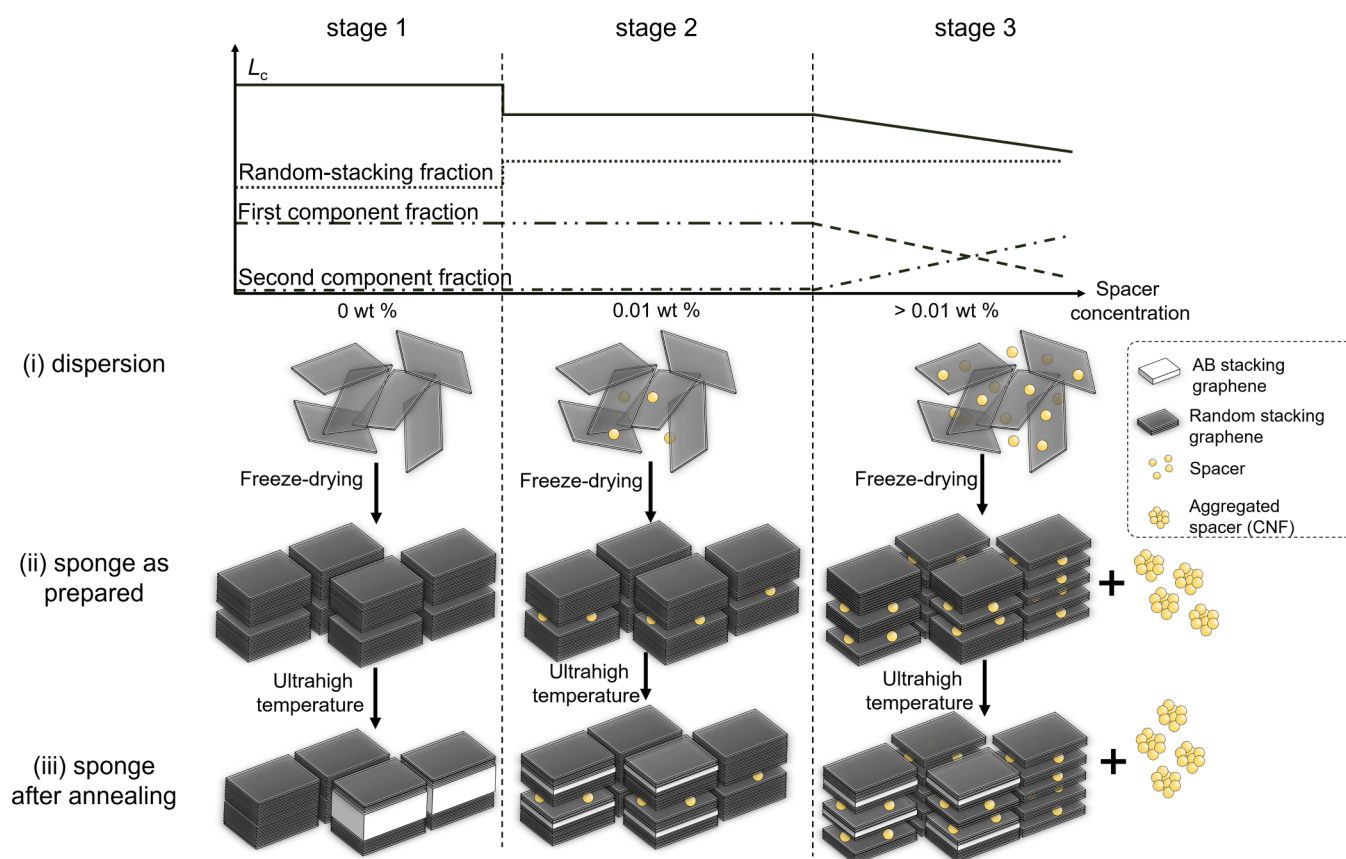 stage 1
stage 2
stage 3
Lc
Random-stacking fraction
First component fraction
Second component fraction
Spacer
concentration
0 wt %
0.01 wt %
> 0.01 wt %
(i) dispersion
AB stacking
graphene
Random stacking
graphene
Spacer
Aggregated
spacer (CNF)
Freeze-drying
Freeze-drying
Freeze-drying
(ii) sponge as
prepared
+
Ultrahigh
temperature
Ultrahigh
temperature
Ultrahigh
temperature
(iii) sponge
after annealing
+